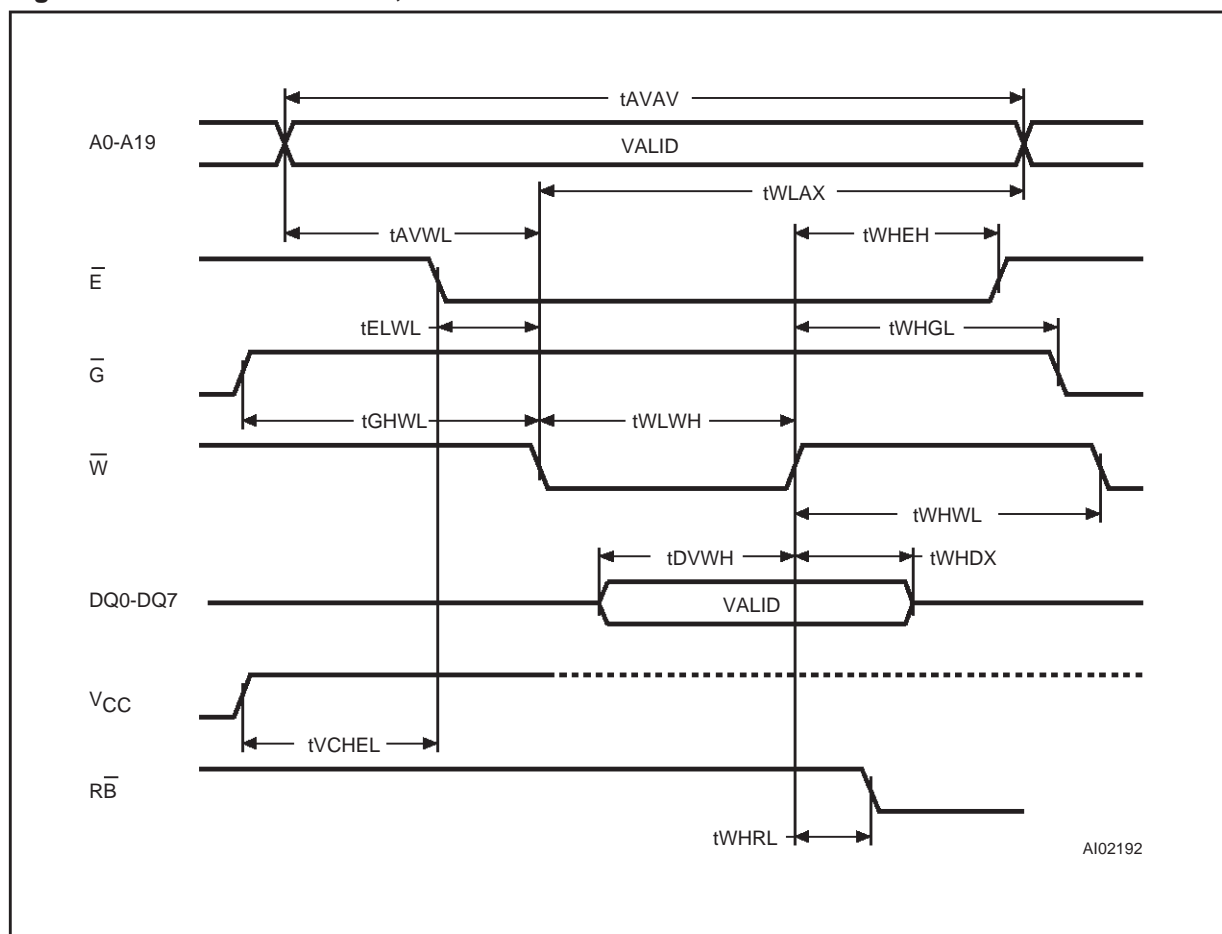 tAVAV
A0-A19
VALID
tWLAX
tAVWL
tWHEH
E̅
tELWL
tWHGL
G̅
tGHWL
tWLWH
W̅
tWHWL
tDVWH
tWHDX
DQ0-DQ7
VALID
VCC
tVCHEL
RB̅
tWHRL
AI02192